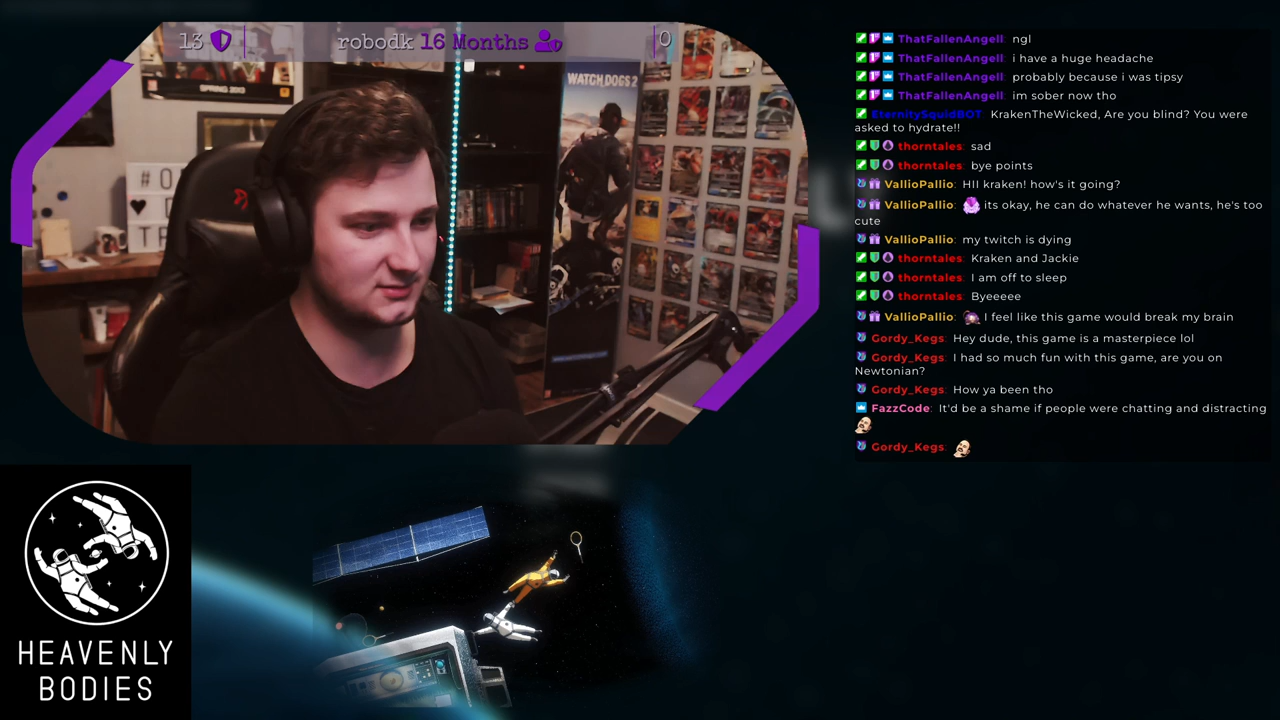 13
robodk 16 Months
0
SPRING 2013
WATCH_DOGS 2
#O
ThatFallenAngell: ngl
ThatFallenAngell: i have a huge headache
ThatFallenAngell: probably because i was tipsy
ThatFallenAngell: im sober now tho
EternitySquidBOT: KrakenTheWicked, Are you blind? You were
asked to hydrate!!
thorntales: sad
thorntales: bye points
VallioPallio: HII kraken! how's it going?
VallioPallio: its okay, he can do whatever he wants, he's too
cute
VallioPallio: my twitch is dying
thorntales: Kraken and Jackie
thorntales: I am off to sleep
thorntales: Byeeeee
VallioPallio: I feel like this game would break my brain
Gordy_Kegs: Hey dude, this game is a masterpiece lol
Gordy_Kegs: I had so much fun with this game, are you on
Newtonian?
Gordy_Kegs: How ya been tho
FazzCode: It'd be a shame if people were chatting and distracting
Gordy_Kegs:
HEAVENLY
BODIES